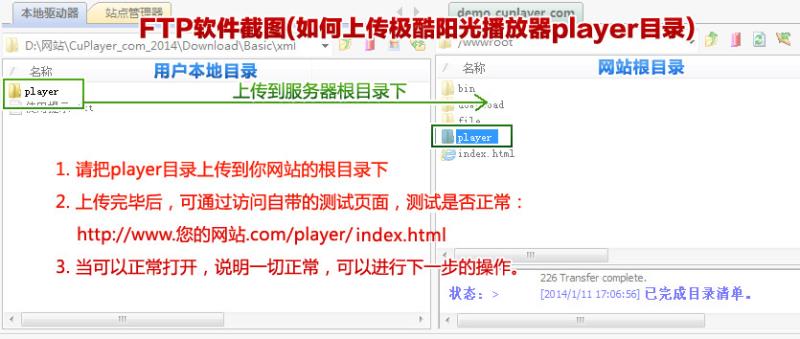 本地驱动器 站点管理器
demo.cuplayer.com
FTP软件截图(如何上传极酷阳光播放器player目录)
D:\网站\CuPlayer_com_2014\Download\Basic\xml
/wwwroot
/ 名称
用户本地目录
/ 名称
网站根目录
player
上传到服务器根目录下
bin
download
file
player
index.html
1. 请把player目录上传到你网站的根目录下
2. 上传完毕后，可通过访问自带的测试页面，测试是否正常：
http://www.您的网站.com/player/index.html
3. 当可以正常打开，说明一切正常，可以进行下一步的操作。
226 Transfer complete.
状态：> [2014/1/11 17:06:56] 已完成目录清单。